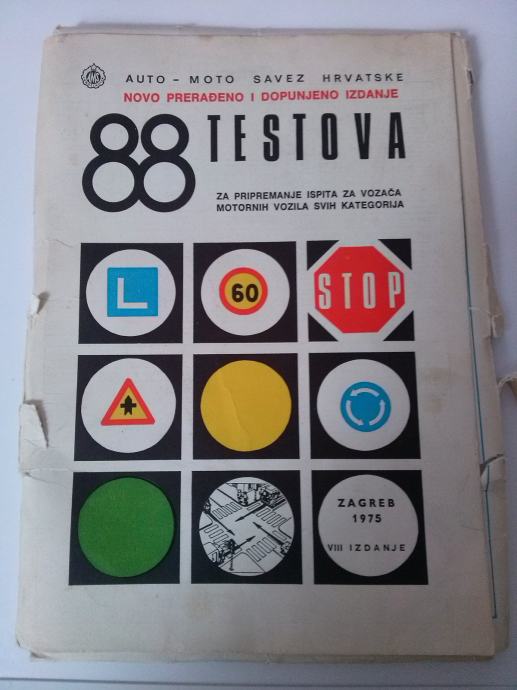 AMS
AUTO - MOTO SAVEZ HRVATSKE
NOVO PRERAĐENO I DOPUNJENO IZDANJE
88 TESTOVA
ZA PRIPREMANJE ISPITA ZA VOZAČA
MOTORNIH VOZILA SVIH KATEGORIJA
L
60
STOP
ZAGREB
1975
VIII IZDANJE